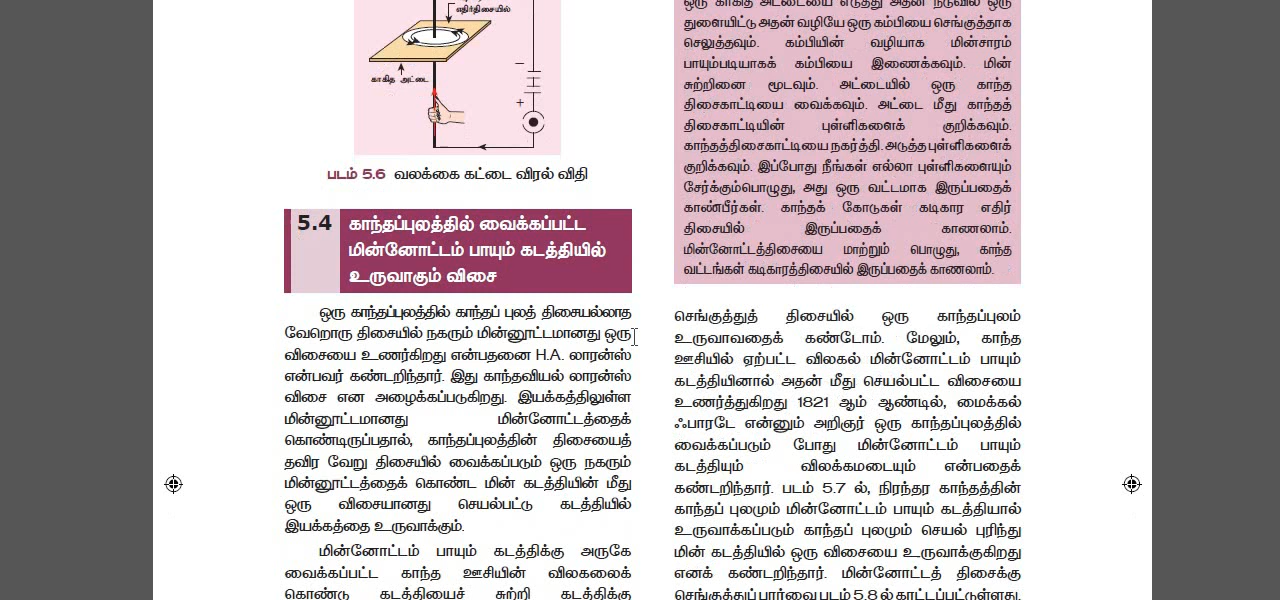 எதிர்திசையில்
காகித அட்டை
−
+
படம் 5.6 வலக்கை கட்டை விரல் விதி
5.4 காந்தப்புலத்தில் வைக்கப்பட்ட
மின்னோட்டம் பாயும் கடத்தியில்
உருவாகும் விசை
ஒரு காந்தப்புலத்தில் காந்தப் புலத் திசையல்லாத
வேறொரு திசையில் நகரும் மின்னூட்டமானது ஒரு
விசையை உணர்கிறது என்பதனை H.A. லாரன்ஸ்
என்பவர் கண்டறிந்தார். இது காந்தவியல் லாரன்ஸ்
விசை என அழைக்கப்படுகிறது. இயக்கத்திலுள்ள
மின்னூட்டமானது மின்னோட்டத்தைக்
கொண்டிருப்பதால், காந்தப்புலத்தின் திசையைத்
தவிர வேறு திசையில் வைக்கப்படும் ஒரு நகரும்
மின்னூட்டத்தைக் கொண்ட மின் கடத்தியின் மீது
ஒரு விசையானது செயல்பட்டு கடத்தியில்
இயக்கத்தை உருவாக்கும்.
மின்னோட்டம் பாயும் கடத்திக்கு அருகே
வைக்கப்பட்ட காந்த ஊசியின் விலகலைக்
கொண்டு கடத்தியைச் சுற்றி கடத்திக்கு
ஒரு காகித அட்டையை எடுத்து அதன் நடுவில் ஒரு
துளையிட்டு அதன் வழியே ஒரு கம்பியை செங்குத்தாக
செலுத்தவும். கம்பியின் வழியாக மின்சாரம்
பாயும்படியாகக் கம்பியை இணைக்கவும். மின்
சுற்றினை மூடவும். அட்டையில் ஒரு காந்த
திசைகாட்டியை வைக்கவும். அட்டை மீது காந்தத்
திசைகாட்டியின் புள்ளிகளைக் குறிக்கவும்.
காந்தத்திசைகாட்டியை நகர்த்தி. அடுத்த புள்ளிகளைக்
குறிக்கவும். இப்போது நீங்கள் எல்லா புள்ளிகளையும்
சேர்க்கும்பொழுது, அது ஒரு வட்டமாக இருப்பதைக்
காண்பீர்கள். காந்தக் கோடுகள் கடிகார எதிர்
திசையில் இருப்பதைக் காணலாம்.
மின்னோட்டத்திசையை மாற்றும் பொழுது, காந்த
வட்டங்கள் கடிகாரத்திசையில் இருப்பதைக் காணலாம்.
செங்குத்துத் திசையில் ஒரு காந்தப்புலம்
உருவாவதைக் கண்டோம். மேலும், காந்த
ஊசியில் ஏற்பட்ட விலகல் மின்னோட்டம் பாயும்
கடத்தியினால் அதன் மீது செயல்பட்ட விசையை
உணர்த்துகிறது 1821 ஆம் ஆண்டில், மைக்கல்
ஃபாரடே என்னும் அறிஞர் ஒரு காந்தப்புலத்தில்
வைக்கப்படும் போது மின்னோட்டம் பாயும்
கடத்தியும் விலக்கமடையும் என்பதைக்
கண்டறிந்தார். படம் 5.7 ல், நிரந்தர காந்தத்தின்
காந்தப் புலமும் மின்னோட்டம் பாயும் கடத்தியால்
உருவாக்கப்படும் காந்தப் புலமும் செயல் புரிந்து
மின் கடத்தியில் ஒரு விசையை உருவாக்குகிறது
எனக் கண்டறிந்தார். மின்னோட்டத் திசைக்கு
செங்குத்துப் பார்வை படம் 5.8 ல் காட்டப்பட்டுள்ளது.